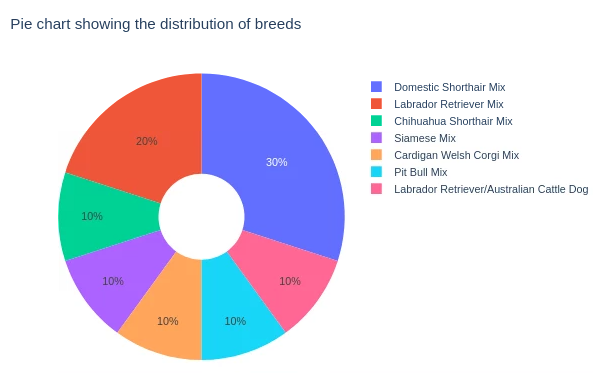 Pie chart showing the distribution of breeds
30%
20%
10%
10%
10%
10%
10%
Domestic Shorthair Mix
Labrador Retriever Mix
Chihuahua Shorthair Mix
Siamese Mix
Cardigan Welsh Corgi Mix
Pit Bull Mix
Labrador Retriever/Australian Cattle Dog